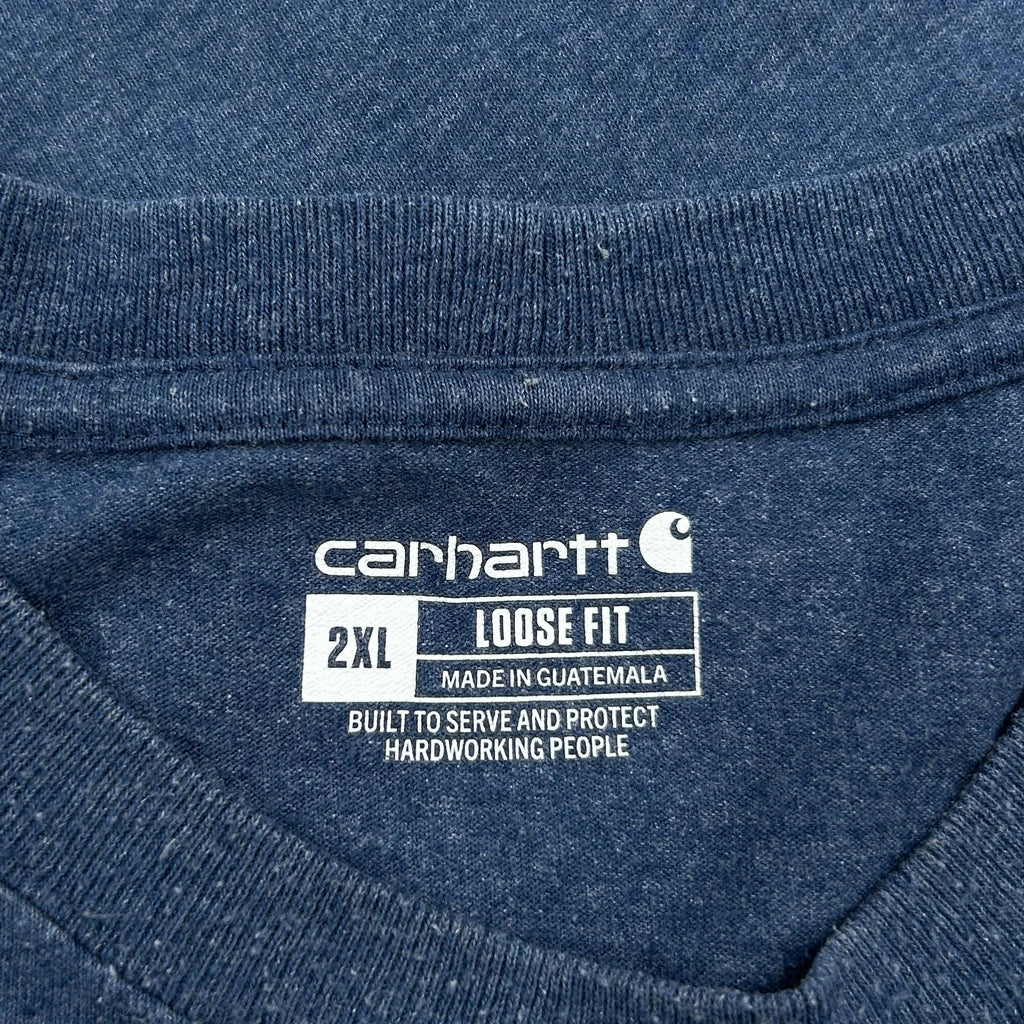 carhartt
2XL
LOOSE FIT
MADE IN GUATEMALA
BUILT TO SERVE AND PROTECT
HARDWORKING PEOPLE